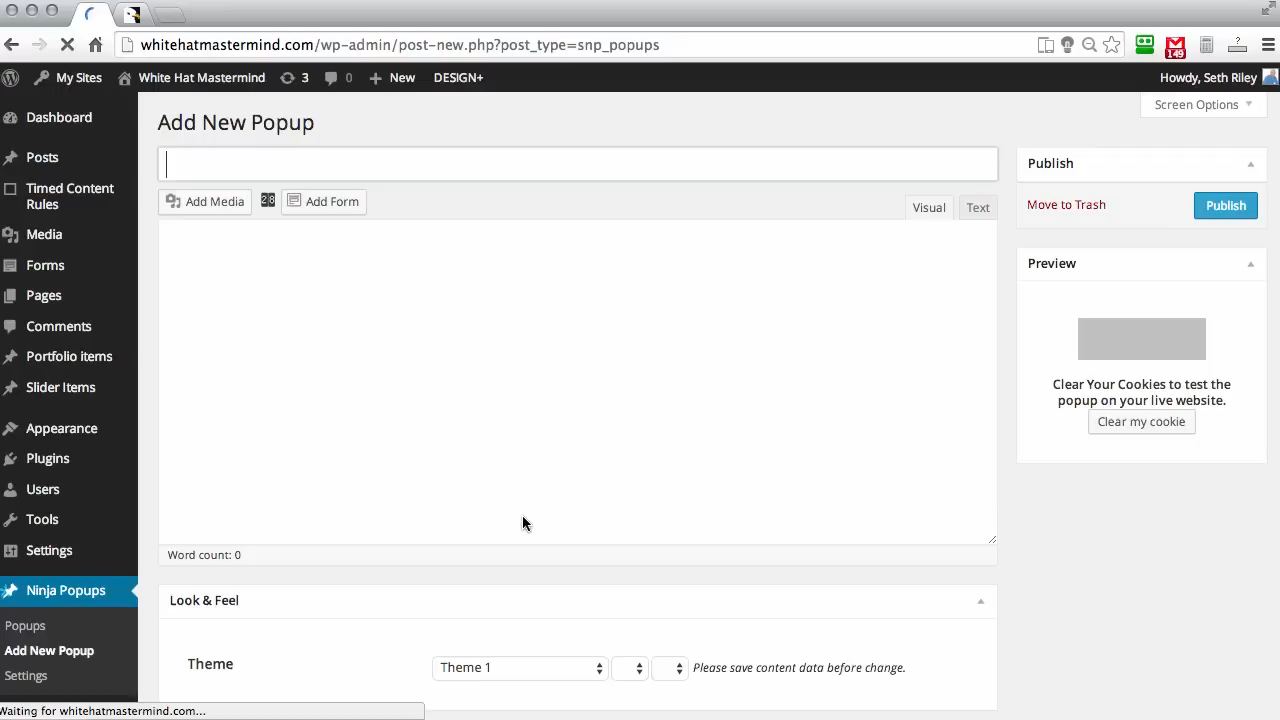 whitehatmastermind.com/wp-admin/post-new.php?post_type=snp_popups
149
My Sites
White Hat Mastermind
3
0
New
DESIGN+
Howdy, Seth Riley
Screen Options
Dashboard
Posts
Timed Content
Rules
Media
Forms
Pages
Comments
Portfolio items
Slider Items
Appearance
Plugins
Users
Tools
Settings
Ninja Popups
Popups
Add New Popup
Settings
Add New Popup
Add Media
28
Add Form
Visual
Text
Word count: 0
Look & Feel
Theme
Theme 1
Please save content data before change.
Publish
Move to Trash
Publish
Preview
Clear Your Cookies to test the
popup on your live website.
Clear my cookie
Waiting for whitehatmastermind.com...